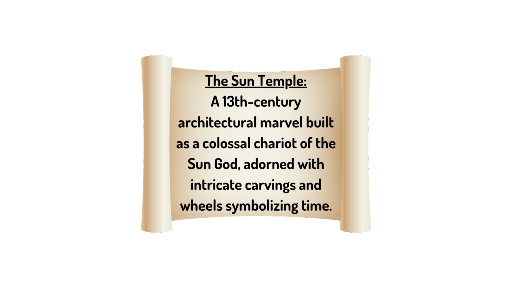 The Sun Temple:
A 13th-century
architectural marvel built
as a colossal chariot of the
Sun God, adorned with
intricate carvings and
wheels symbolizing time.